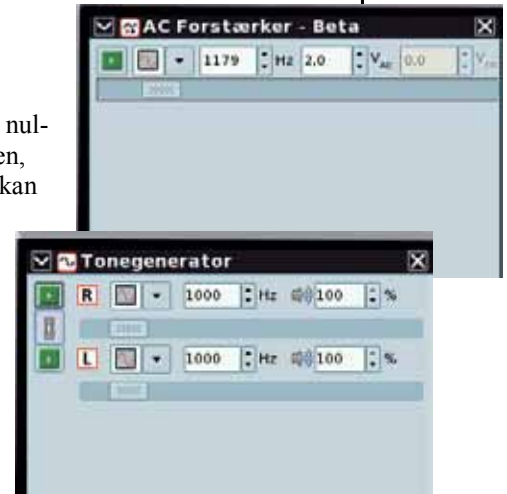 AC Forstærker - Beta
1179 Hz 2.0 V 0.0 V
nul-
en,
kan
Tonegenerator
R 1000 Hz 100 %
L 1000 Hz 100 %